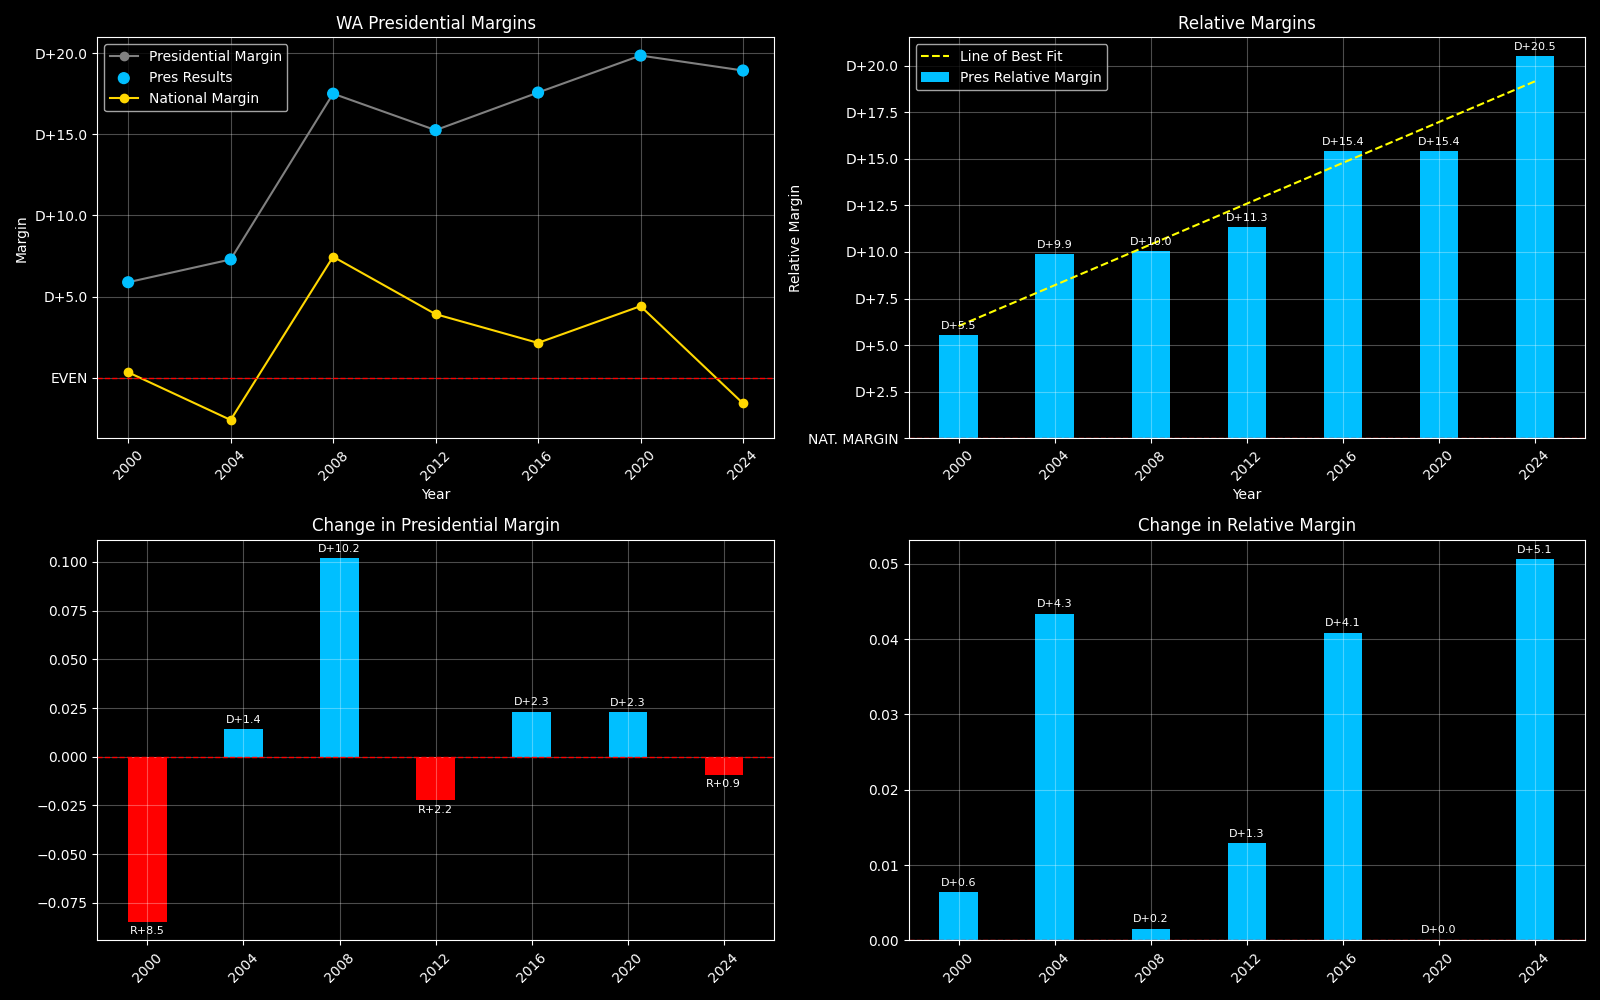 WA Presidential Margins
Presidential Margin
Pres Results
National Margin
D+20.0
D+15.0
D+10.0
D+5.0
EVEN
Margin
2000 2004 2008 2012 2016 2020 2024
Year
Relative Margins
Line of Best Fit
Pres Relative Margin
D+20.0
D+17.5
D+15.0
D+12.5
D+10.0
D+7.5
D+5.0
D+2.5
NAT. MARGIN
Relative Margin
D+5.5 D+9.9 D+10.0 D+11.3 D+15.4 D+15.4 D+20.5
2000 2004 2008 2012 2016 2020 2024
Year
Change in Presidential Margin
0.100
0.075
0.050
0.025
0.000
−0.025
−0.050
−0.075
R+8.5 D+1.4 D+10.2 R+2.2 D+2.3 D+2.3 R+0.9
2000 2004 2008 2012 2016 2020 2024
Change in Relative Margin
0.05
0.04
0.03
0.02
0.01
0.00
D+0.6 D+4.3 D+0.2 D+1.3 D+4.1 D+0.0 D+5.1
2000 2004 2008 2012 2016 2020 2024